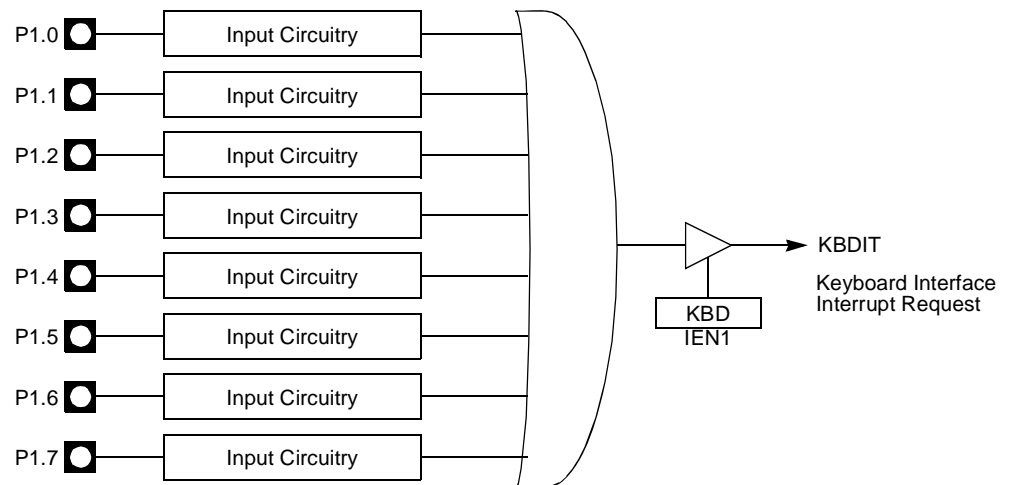 P1.0 Input Circuitry
P1.1 Input Circuitry
P1.2 Input Circuitry
P1.3 Input Circuitry
P1.4 Input Circuitry
P1.5 Input Circuitry
P1.6 Input Circuitry
P1.7 Input Circuitry
KBDIT
Keyboard Interface
Interrupt Request
KBD
IEN1